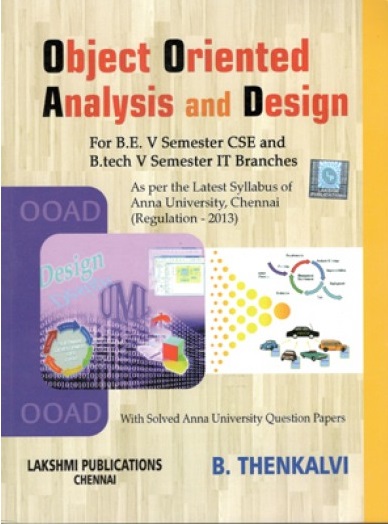 Object Oriented
Analysis and Design
For B.E. V Semester CSE and
B.tech V Semester IT Branches
As per the Latest Syllabus of
Anna University, Chennai
(Regulation - 2013)
OOAD
Design
UML
OOAD
With Solved Anna University Question Papers
LAKSHMI PUBLICATIONS
CHENNAI
B. THENKALVI